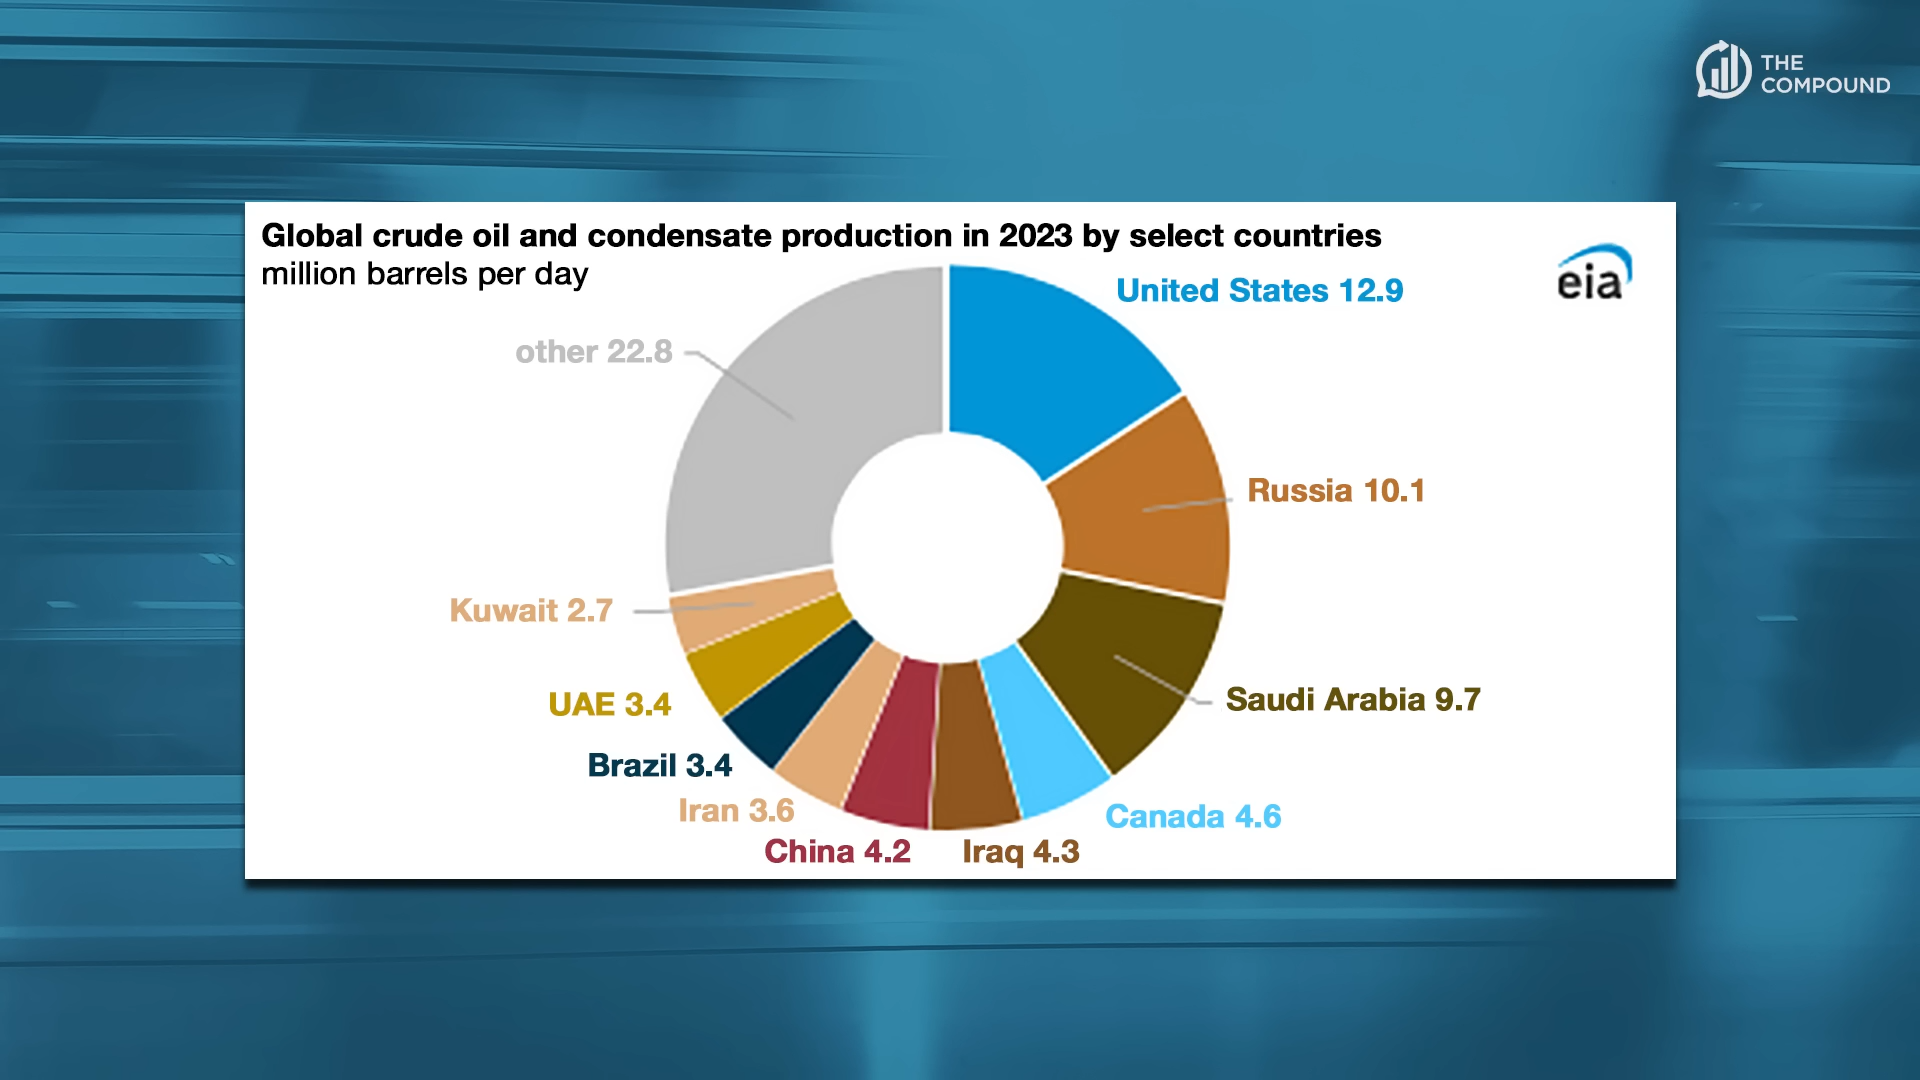 THE
COMPOUND
Global crude oil and condensate production in 2023 by select countries
million barrels per day
eia
United States 12.9
other 22.8
Russia 10.1
Kuwait 2.7
Saudi Arabia 9.7
UAE 3.4
Brazil 3.4
Iran 3.6
Canada 4.6
China 4.2
Iraq 4.3